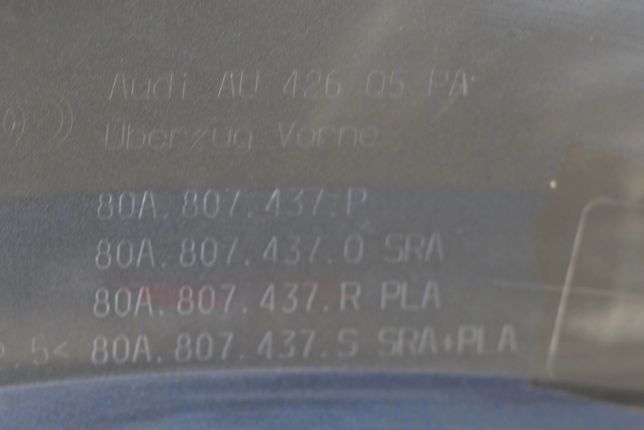 Audi AU 426 05 PA
Überzug Vorne
80A.807.437.P
80A.807.437.O SRA
80A.807.437.R PLA
5< 80A.807.437.S SRA+PLA